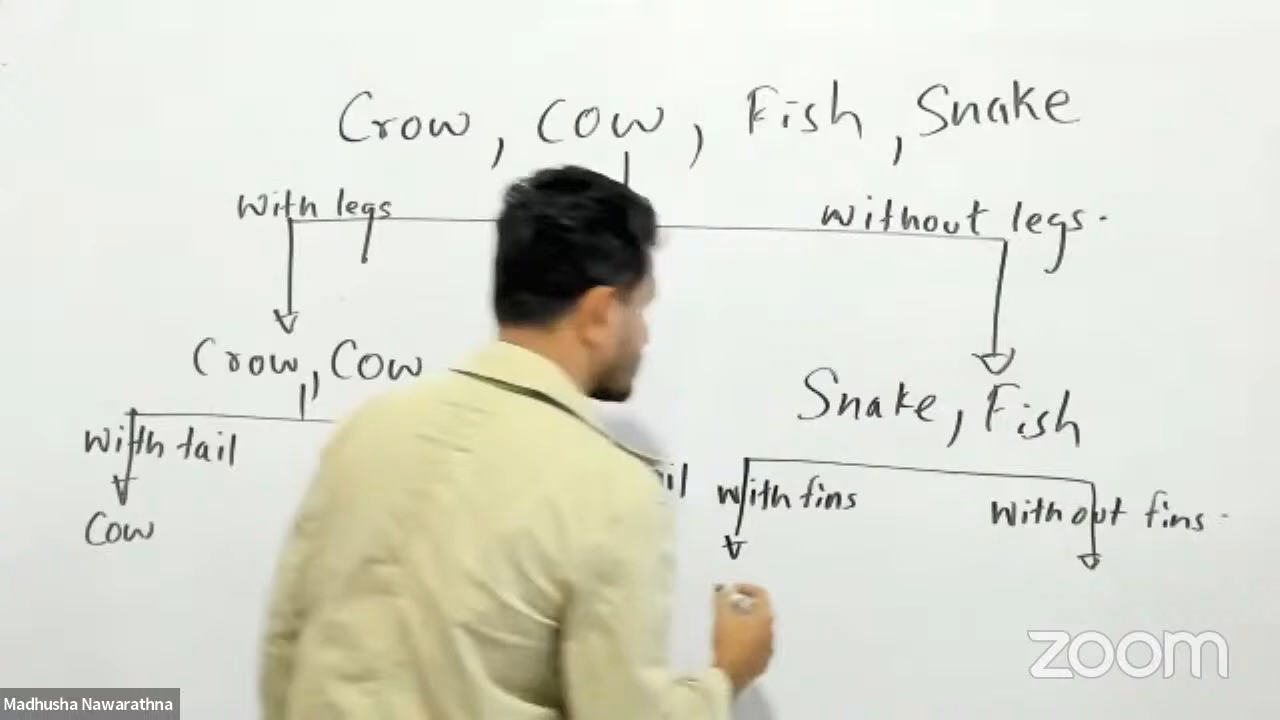 Crow, Cow, Fish, Snake
With legs
without legs.
Crow, Cow
Snake, Fish
With tail
With fins
Without fins.
Cow
zoom
Madhusha Nawarathna